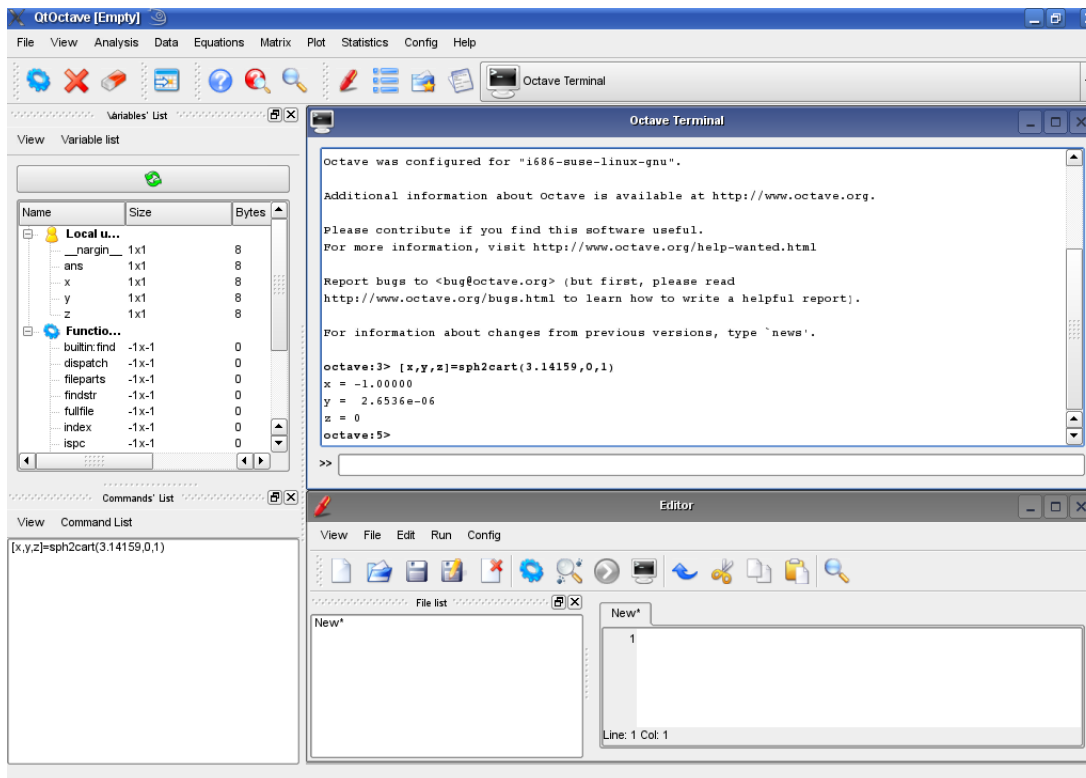 QtOctave [Empty]
File View Analysis Data Equations Matrix Plot Statistics Config Help
Octave Terminal
Variables' List
View Variable list
Name Size Bytes
Local u...
__nargin__ 1x1 8
ans 1x1 8
x 1x1 8
y 1x1 8
z 1x1 8
Functio...
builtin:find -1x-1 0
dispatch -1x-1 0
fileparts -1x-1 0
findstr -1x-1 0
fullfile -1x-1 0
index -1x-1 0
ispc -1x-1 0
Commands' List
View Command List
[x,y,z]=sph2cart(3.14159,0,1)
Octave Terminal
Octave was configured for "i686-suse-linux-gnu".
Additional information about Octave is available at http://www.octave.org.
Please contribute if you find this software useful.
For more information, visit http://www.octave.org/help-wanted.html
Report bugs to <bug@octave.org> (but first, please read
http://www.octave.org/bugs.html to learn how to write a helpful report).
For information about changes from previous versions, type `news'.
octave:3> [x,y,z]=sph2cart(3.14159,0,1)
x = -1.00000
y =  2.6536e-06
z = 0
octave:5>
>>
Editor
View File Edit Run Config
File list
New*
New*
1
Line: 1 Col: 1